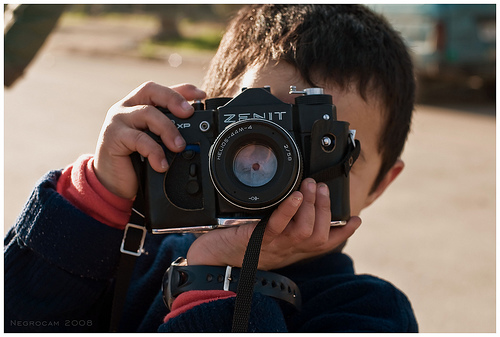 ZENIT
XP
HELIOS-44M-4
2/58
NEGROCAM 2008